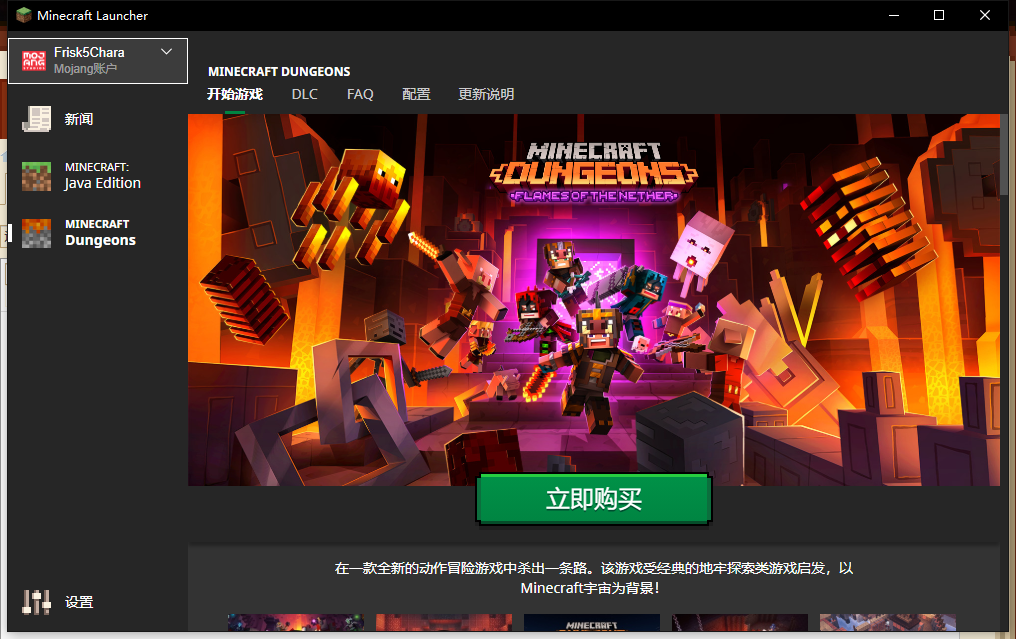 Minecraft Launcher
MOJANG
Frisk5Chara
Mojang账户
新闻
MINECRAFT:
Java Edition
MINECRAFT
Dungeons
设置
MINECRAFT DUNGEONS
开始游戏 DLC FAQ 配置 更新说明
MINECRAFT
DUNGEONS
FLAMES OF THE NETHER
立即购买
在一款全新的动作冒险游戏中杀出一条路。该游戏受经典的地牢探索类游戏启发，以
Minecraft宇宙为背景！
MINECRAFT